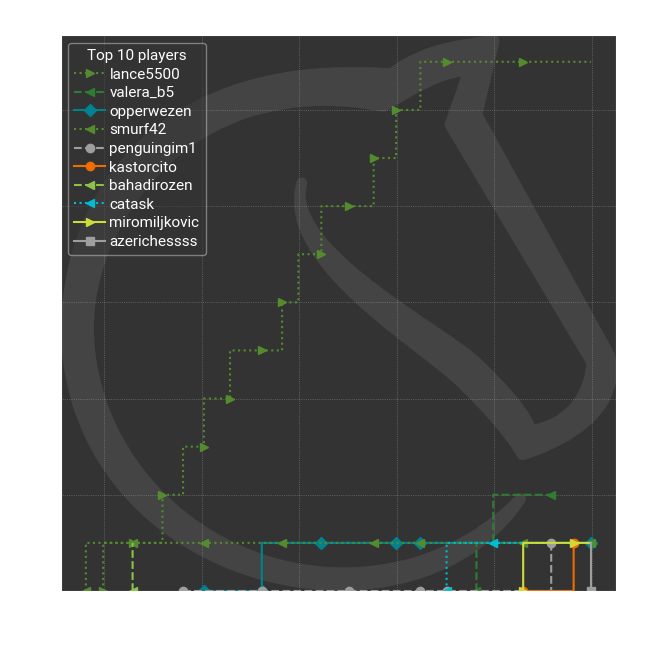 Top 10 players
lance5500
valera_b5
opperwezen
smurf42
penguingim1
kastorcito
bahadirozen
catask
miromiljkovic
azerichessss